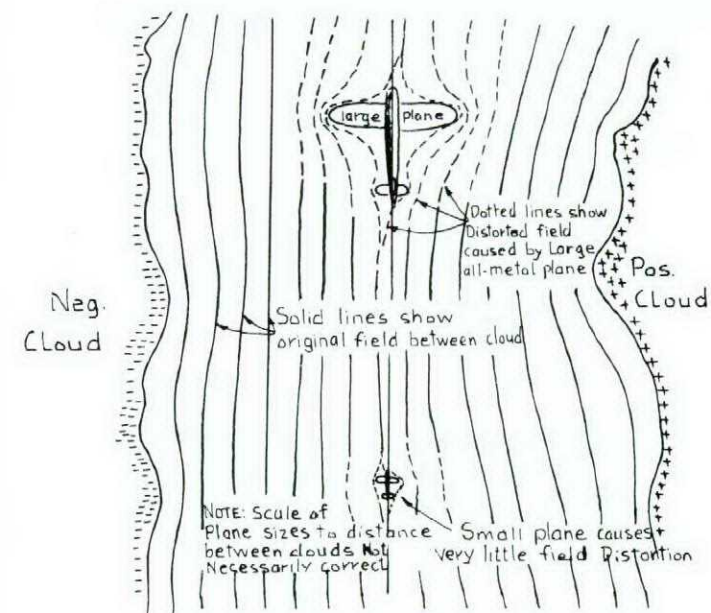 large plane
Dotted lines show
Distorted field
caused by Large
all-metal plane
Pos.
Cloud
Neg.
Cloud
Solid lines show
original field between cloud
NOTE: Scale of
Plane sizes to distance
between clouds Not
Necessarily correct
Small plane causes
very little field Distortion